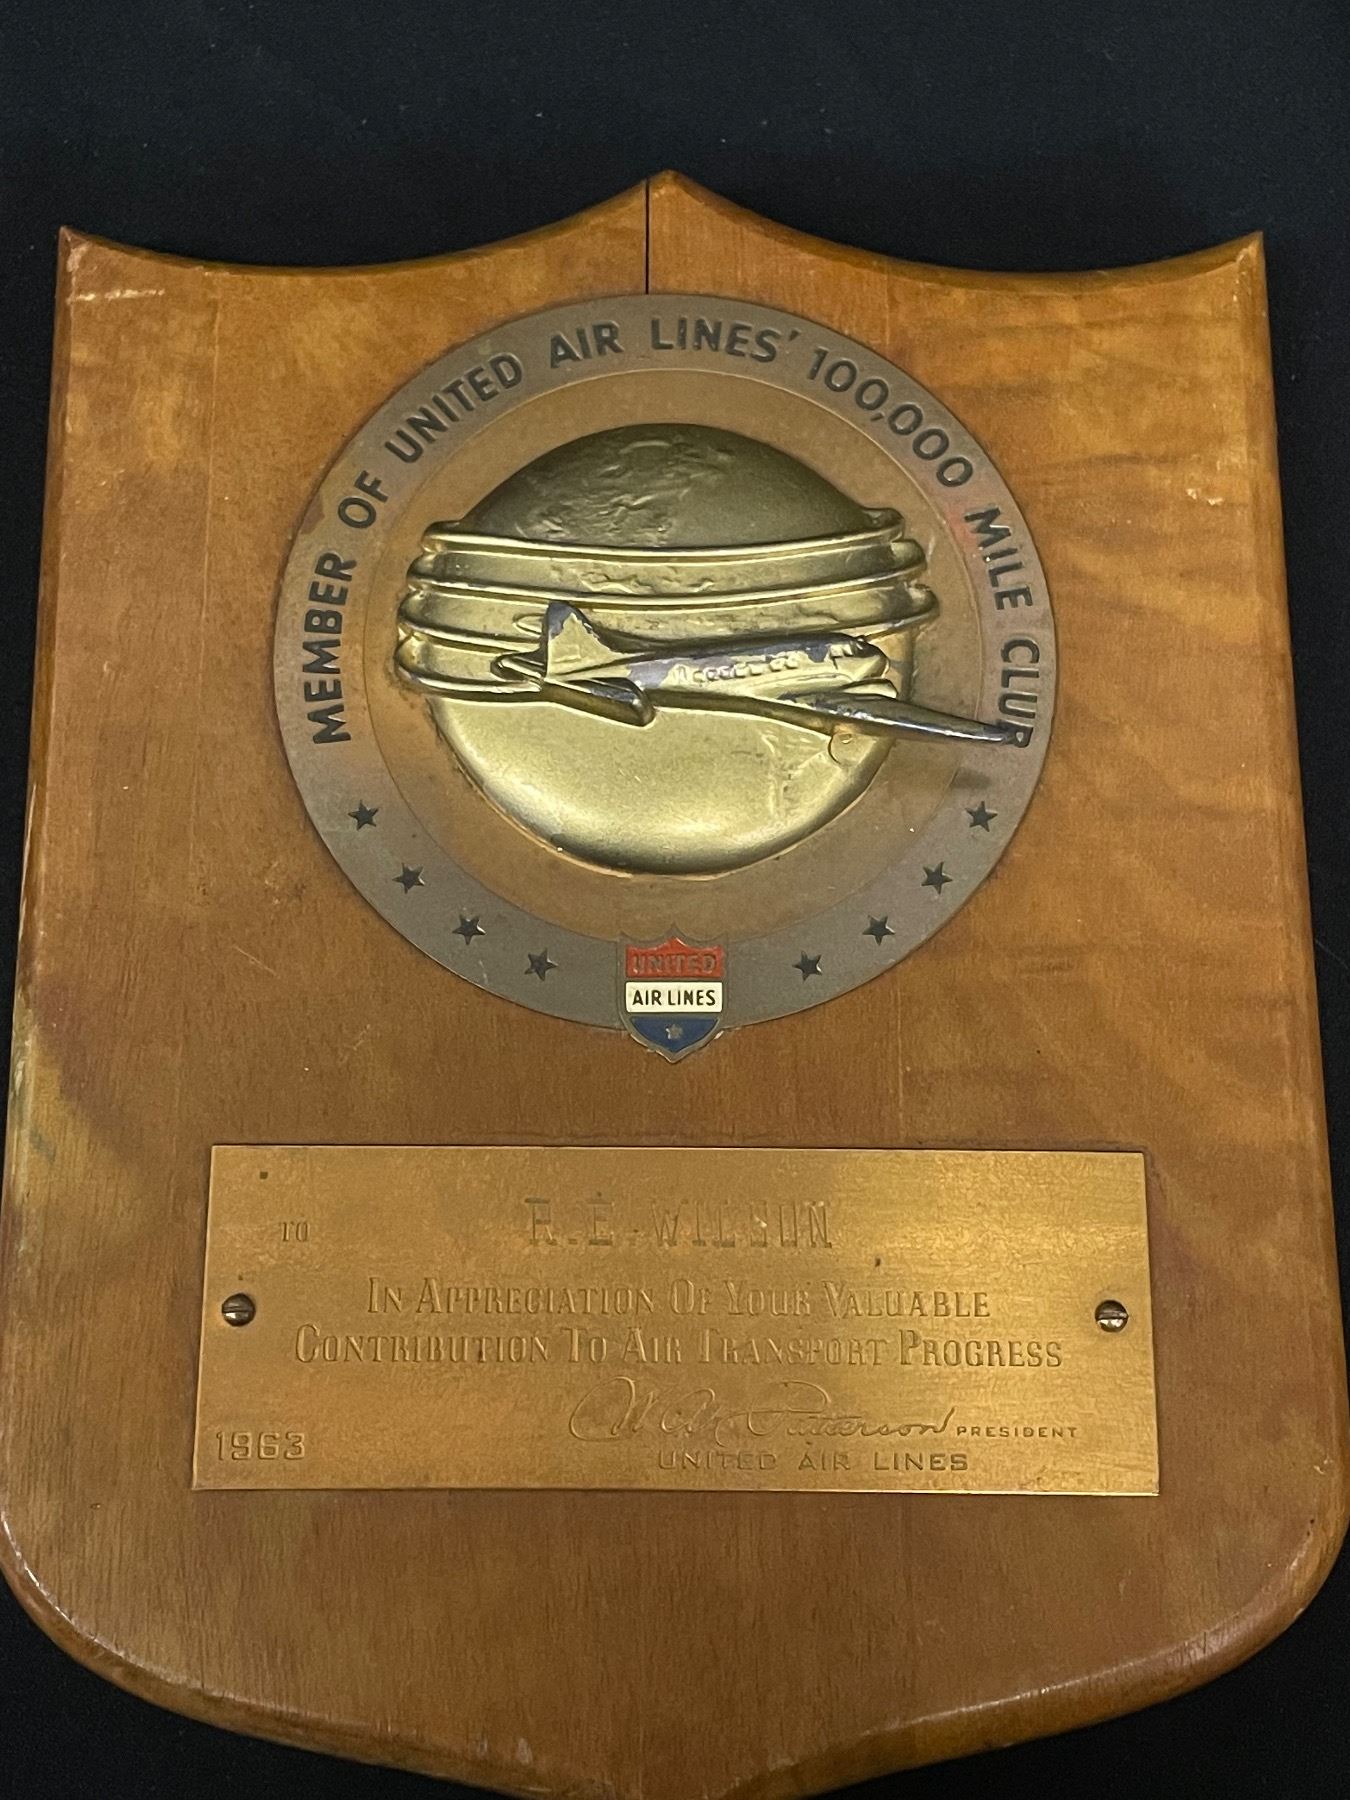 MEMBER OF UNITED AIR LINES' 100,000 MILE CLUB
UNITED
AIR LINES
TO R.E. WILSON
IN APPRECIATION OF YOUR VALUABLE
CONTRIBUTION TO AIR TRANSPORT PROGRESS
W A Patterson PRESIDENT
1963 UNITED AIR LINES